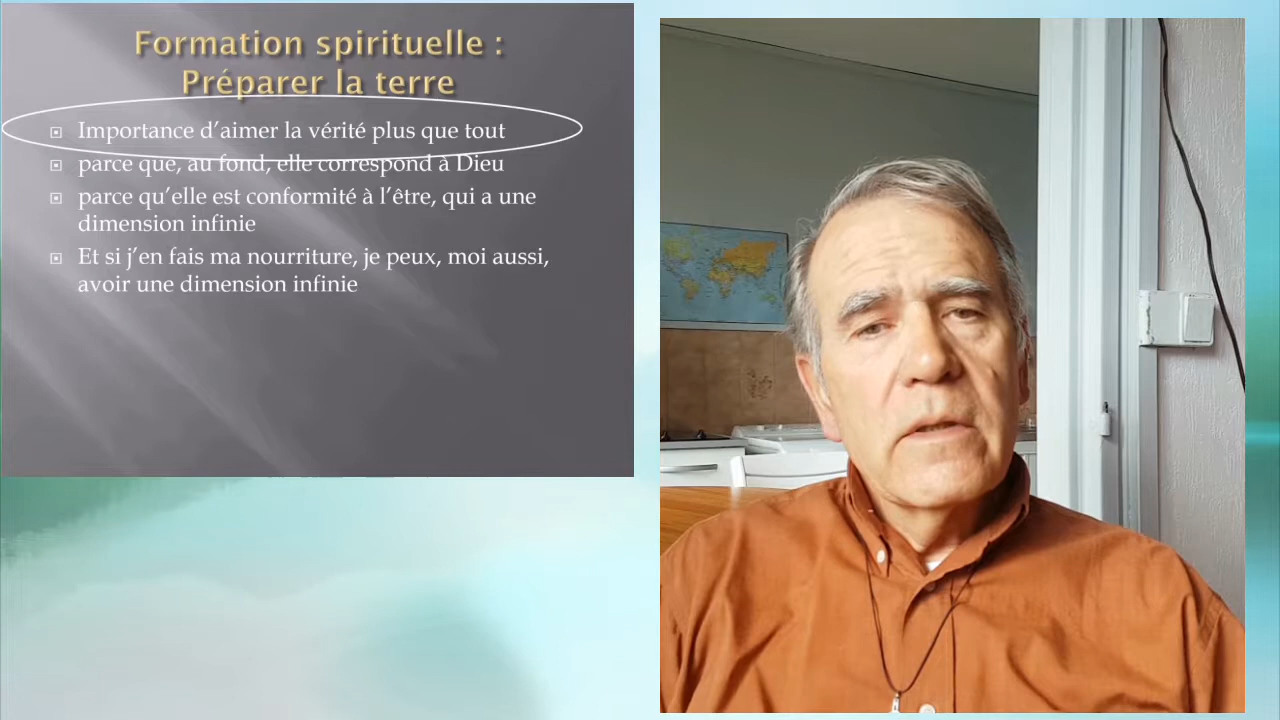 Formation spirituelle :
Préparer la terre
Importance d’aimer la vérité plus que tout
parce que, au fond, elle correspond à Dieu
parce qu’elle est conformité à l’être, qui a une
dimension infinie
Et si j’en fais ma nourriture, je peux, moi aussi,
avoir une dimension infinie